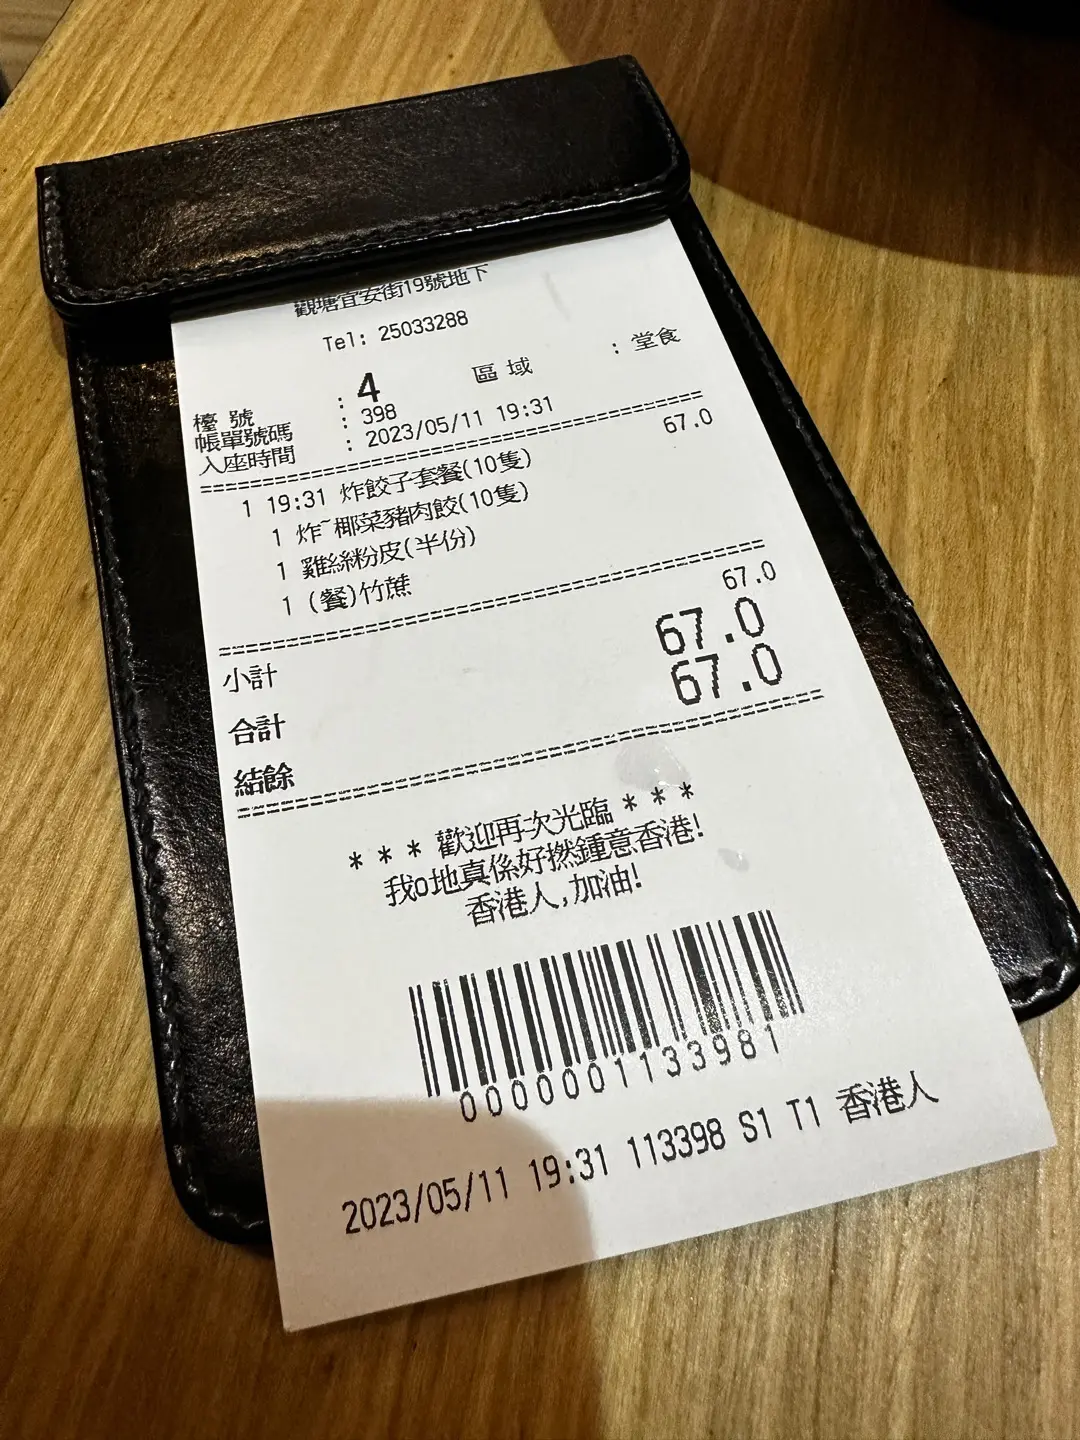 觀塘宜安街19號地下
Tel: 25033288
檯 號 : 4 區 域 : 堂食
帳單號碼 : 398
入座時間 : 2023/05/11 19:31
1 19:31 炸餃子套餐(10隻) 67.0
1 炸~椰菜豬肉餃(10隻)
1 雞絲粉皮(半份)
1 (餐)竹蔗
小計 67.0
合計 67.0
結餘 67.0
* * * 歡迎再次光臨 * * *
我o地真係好撚鍾意香港!
香港人,加油!
0000001133981
2023/05/11 19:31 113398 S1 T1 香港人